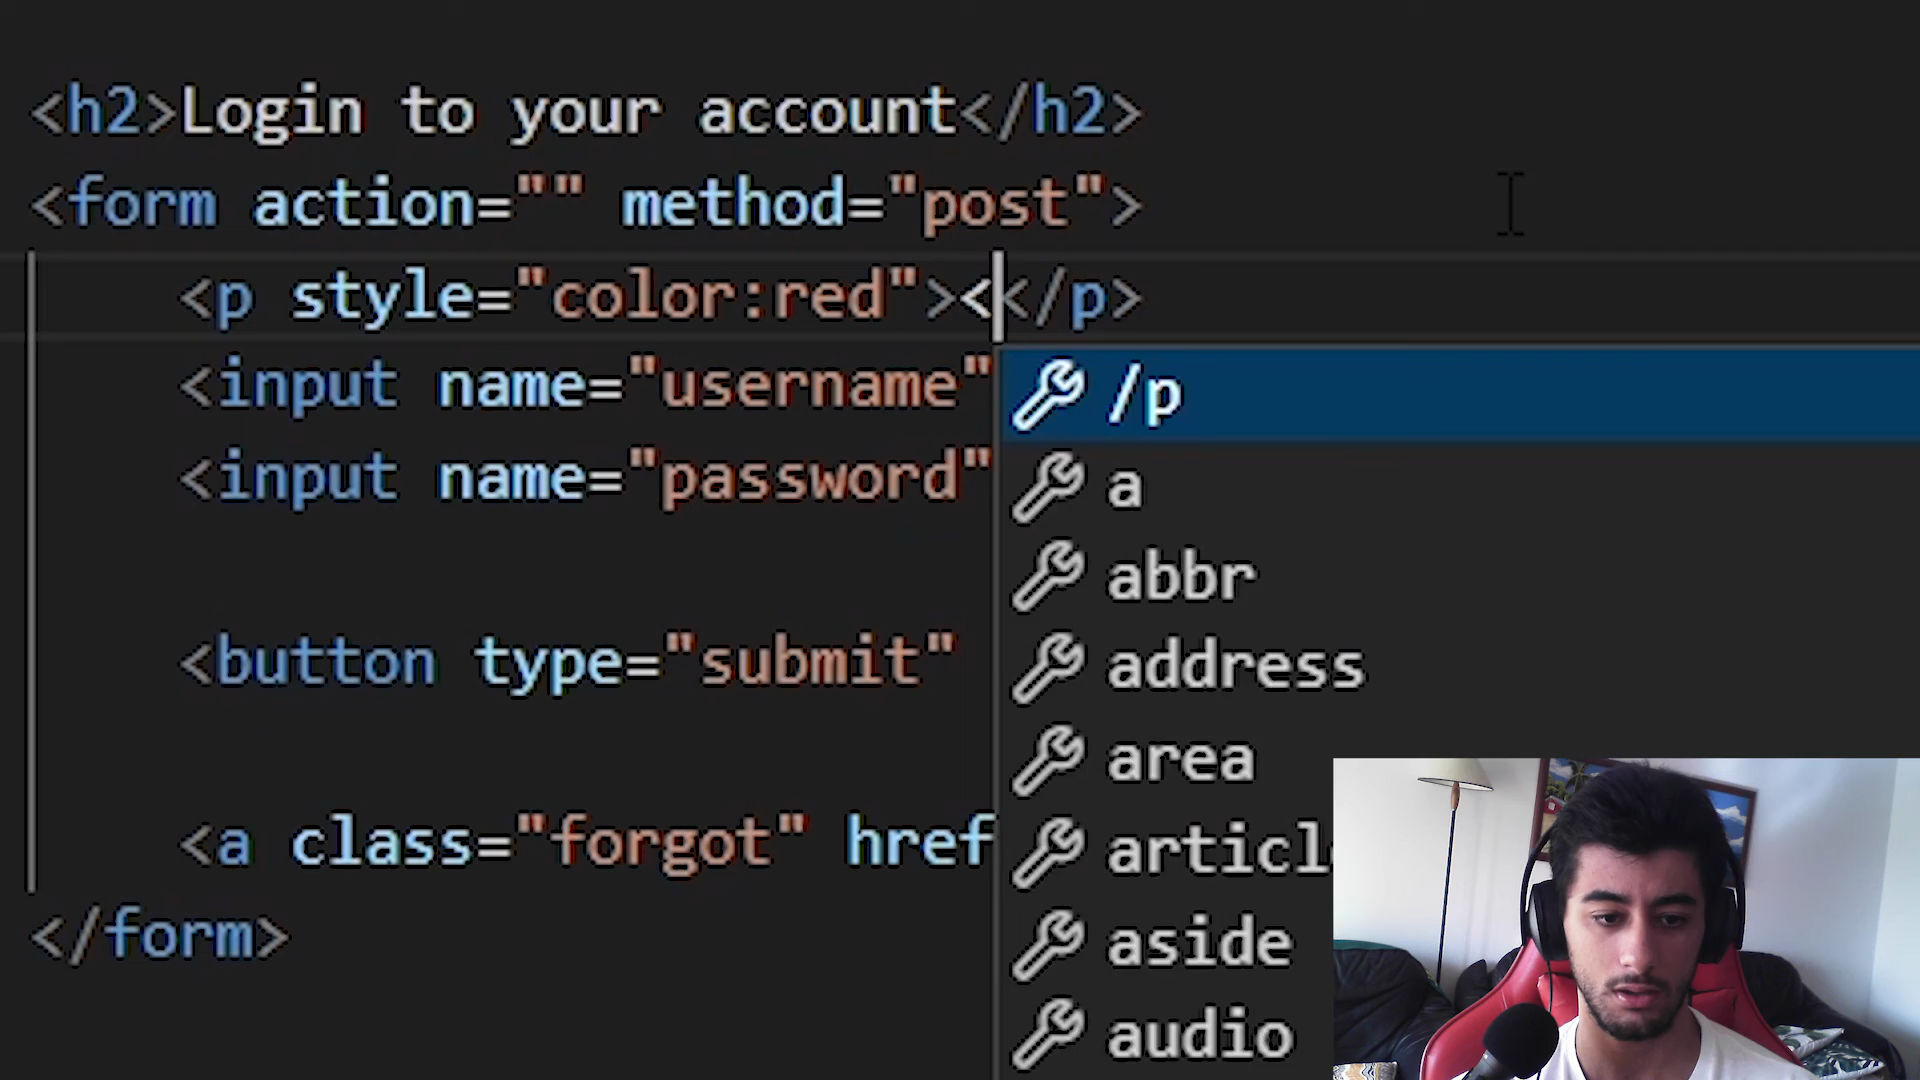 <h2>Login to your account</h2>
<form action="" method="post">
<p style="color:red"><</p>
<input name="username"
<input name="password"
<button type="submit"
<a class="forgot" href
</form>
/p
a
abbr
address
area
aside
audio